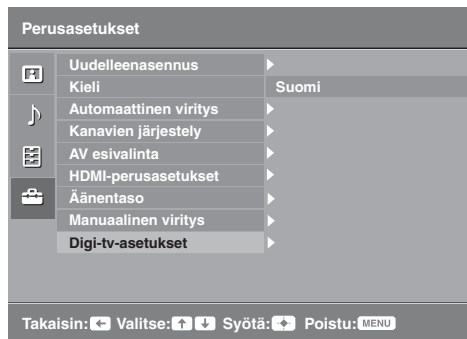 Perusasetukset
Uudelleenasennus
Kieli Suomi
Automaattinen viritys
Kanavien järjestely
AV esivalinta
HDMI-perusasetukset
Äänentaso
Manuaalinen viritys
Digi-tv-asetukset
Takaisin: Valitse: Syötä: Poistu: MENU